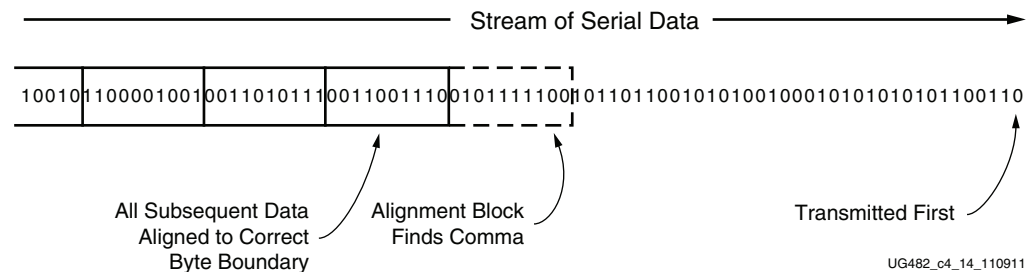 Stream of Serial Data
1001011000010010011010111001100111001011111001011011001010100100010101010101100110
All Subsequent Data
Aligned to Correct
Byte Boundary
Alignment Block
Finds Comma
Transmitted First
UG482_c4_14_110911